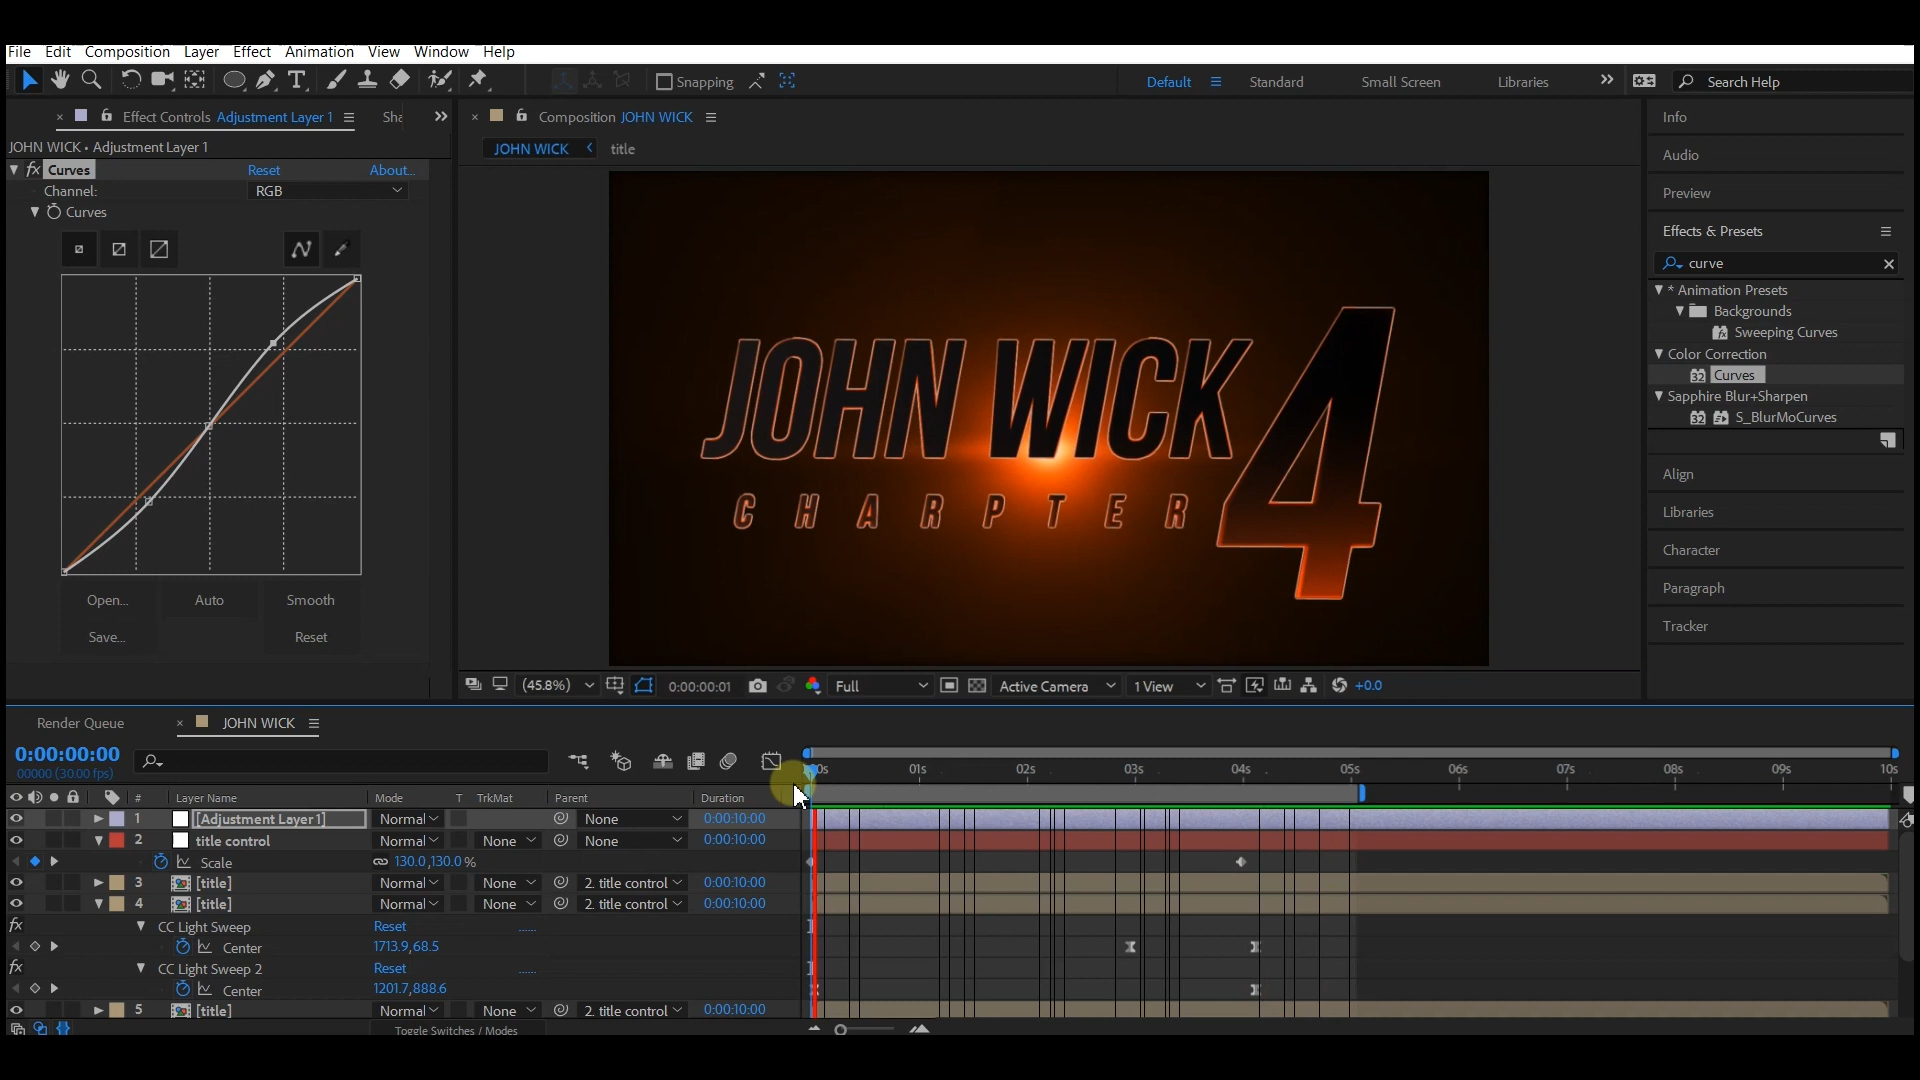 File Edit Composition Layer Effect Animation View Window Help
Snapping
Default Standard Small Screen Libraries Search Help
Effect Controls Adjustment Layer 1
JOHN WICK • Adjustment Layer 1
fx Curves Reset About...
Channel: RGB
Curves
Open... Auto Smooth
Save... Reset
Composition JOHN WICK
JOHN WICK title
JOHN WICK 4
CHARPTER
(45.8%) 0:00:00:01 Full Active Camera 1 View +0.0
Info
Audio
Preview
Effects & Presets
curve
* Animation Presets
Backgrounds
Sweeping Curves
Color Correction
32 Curves
Sapphire Blur+Sharpen
32 S_BlurMoCurves
Align
Libraries
Character
Paragraph
Tracker
Render Queue JOHN WICK
0:00:00:00
00000 (30.00 fps)
01s 02s 03s 04s 05s 06s 07s 08s 09s 10s
# Layer Name Mode T TrkMat Parent Duration
1 [Adjustment Layer 1] Normal None 0:00:10:00
2 title control Normal None None 0:00:10:00
Scale 130.0,130.0 %
3 [title] Normal None 2. title control 0:00:10:00
4 [title] Normal None 2. title control 0:00:10:00
fx CC Light Sweep Reset ......
Center 1713.9,68.5
fx CC Light Sweep 2 Reset ......
Center 1201.7,888.6
5 [title] Normal None 2. title control 0:00:10:00
Toggle Switches / Modes